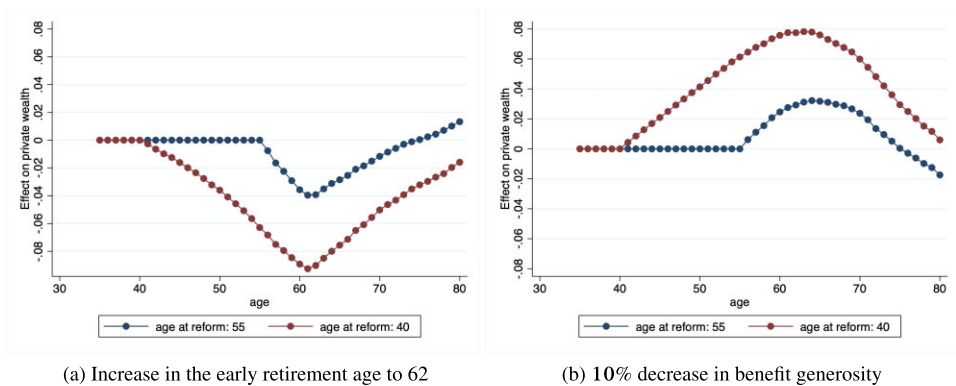 Effect on private wealth
.08
.06
.04
.02
0
-.02
-.04
-.06
-.08
30 40 50 60 70 80
age
age at reform: 55 age at reform: 40
(a) Increase in the early retirement age to 62
Effect on private wealth
.08
.06
.04
.02
0
-.02
-.04
-.06
-.08
30 40 50 60 70 80
age
age at reform: 55 age at reform: 40
(b) 10% decrease in benefit generosity